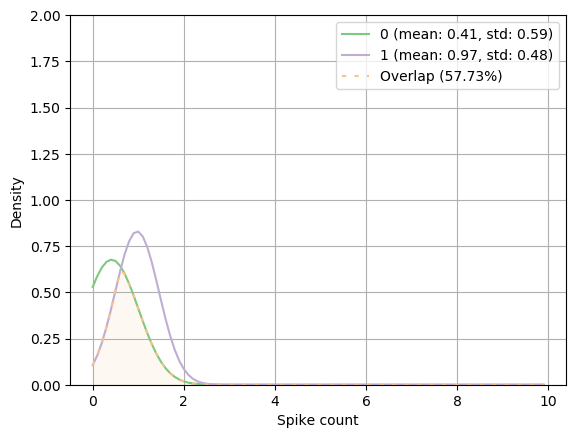 2.00
1.75
1.50
1.25
1.00
0.75
0.50
0.25
0.00
Density
0 (mean: 0.41, std: 0.59)
1 (mean: 0.97, std: 0.48)
Overlap (57.73%)
0 2 4 6 8 10
Spike count